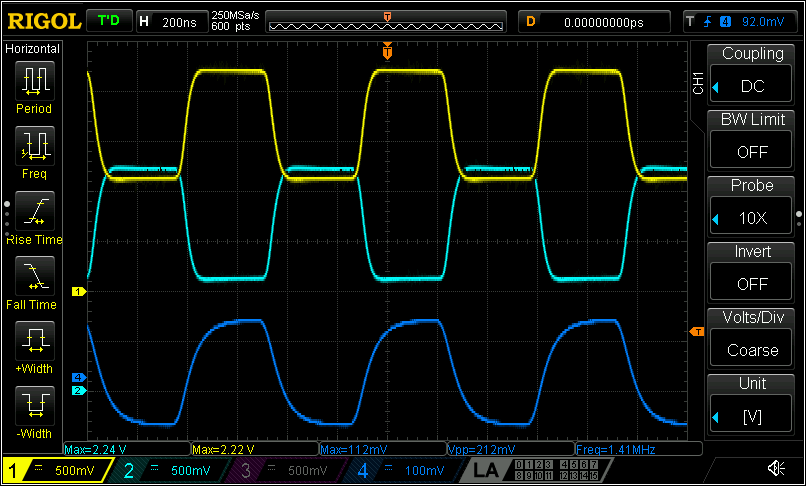 RIGOL T'D H 200ns 250MSa/s 600 pts T D 0.00000000ps T 4 92.0mV
Horizontal
Period
Freq
Rise Time
Fall Time
+Width
-Width
T
1
4
2
T
CH1
Coupling
DC
BW Limit
OFF
Probe
10X
Invert
OFF
Volts/Div
Coarse
Unit
[V]
Max=2.24 V Max=2.22 V Max=112mV Vpp=212mV Freq=1.41MHz
1 500mV 2 500mV 3 500mV 4 100mV LA
0 1 2 3 4 5 6 7
8 9 10 11 12 13 14 15